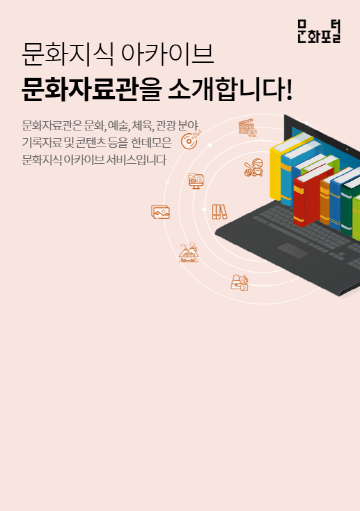 문화포털
문화지식 아카이브
문화자료관을 소개합니다!
문화자료관은 문화, 예술, 체육, 관광 분야
기록자료 및 콘텐츠 등을 한데모은
문화지식 아카이브 서비스입니다